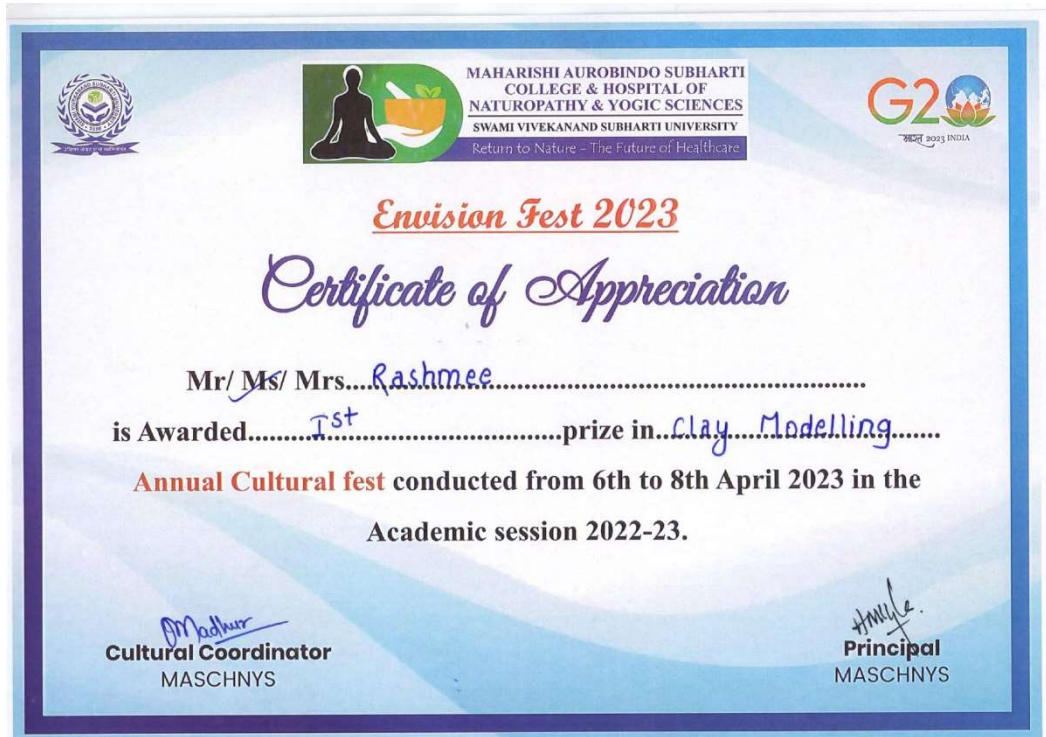 MAHARISHI AUROBINDO SUBHARTI
COLLEGE & HOSPITAL OF
NATUROPATHY & YOGIC SCIENCES
SWAMI VIVEKANAND SUBHARTI UNIVERSITY
Return to Nature - The Future of Healthcare
G20
भारत 2023 INDIA
Envision Fest 2023
Certificate of Appreciation
Mr/ Ms/ Mrs....Rashmee..........
is Awarded.........Ist..........prize in..Clay Modelling.......
Annual Cultural fest conducted from 6th to 8th April 2023 in the
Academic session 2022-23.
Madhur
Cultural Coordinator
MASCHNYS
Principal
MASCHNYS